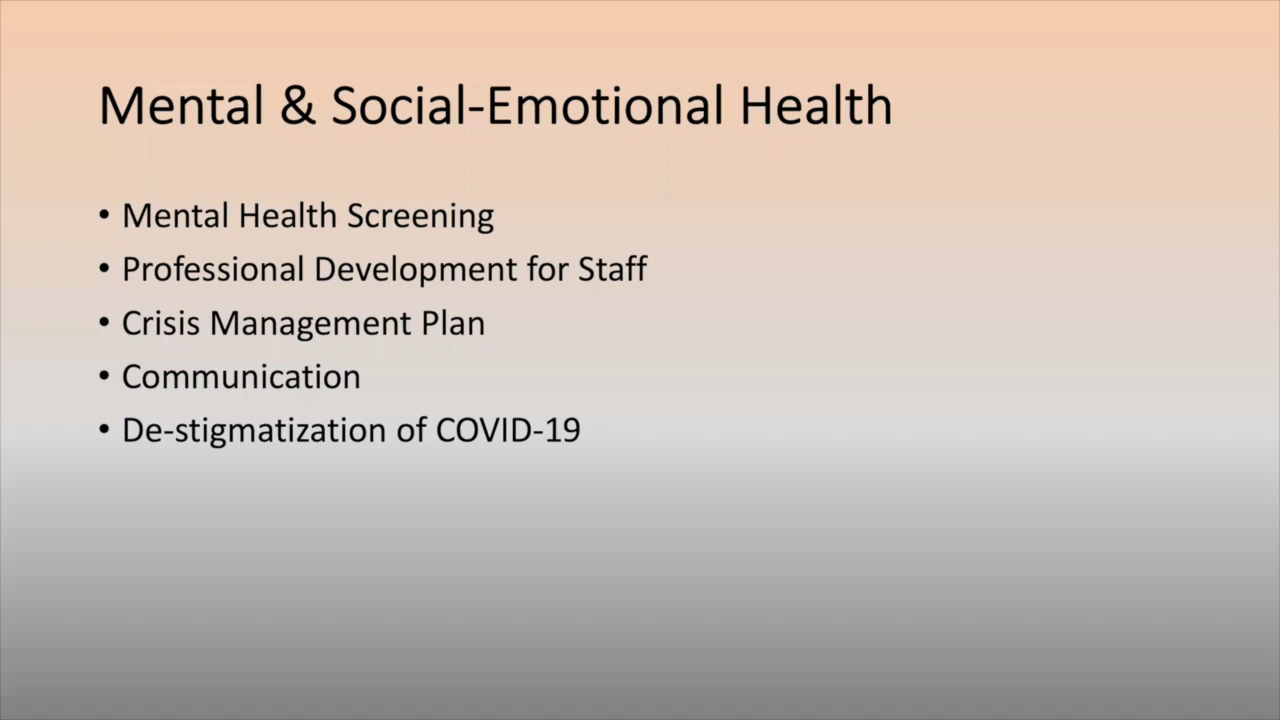 Mental & Social-Emotional Health
• Mental Health Screening
• Professional Development for Staff
• Crisis Management Plan
• Communication
• De-stigmatization of COVID-19